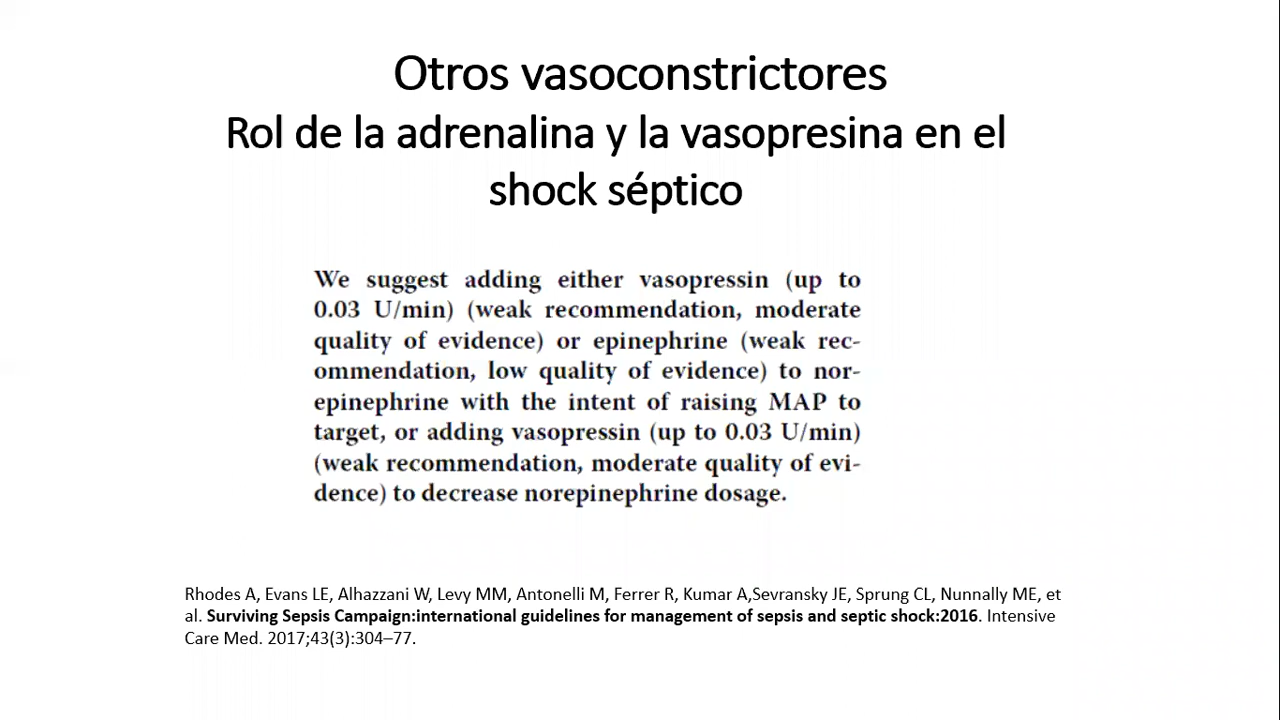 Otros vasoconstrictores
Rol de la adrenalina y la vasopresina en el
shock séptico
We suggest adding either vasopressin (up to
0.03 U/min) (weak recommendation, moderate
quality of evidence) or epinephrine (weak rec-
ommendation, low quality of evidence) to nor-
epinephrine with the intent of raising MAP to
target, or adding vasopressin (up to 0.03 U/min)
(weak recommendation, moderate quality of evi-
dence) to decrease norepinephrine dosage.
Rhodes A, Evans LE, Alhazzani W, Levy MM, Antonelli M, Ferrer R, Kumar A,Sevransky JE, Sprung CL, Nunnally ME, et
al. Surviving Sepsis Campaign:international guidelines for management of sepsis and septic shock:2016. Intensive
Care Med. 2017;43(3):304–77.